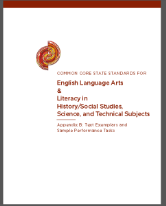 COMMON CORE STATE STANDARDS FOR
English Language Arts
&
Literacy in
History/Social Studies,
Science, and Technical Subjects
Appendix B: Text Exemplars and
Sample Performance Tasks